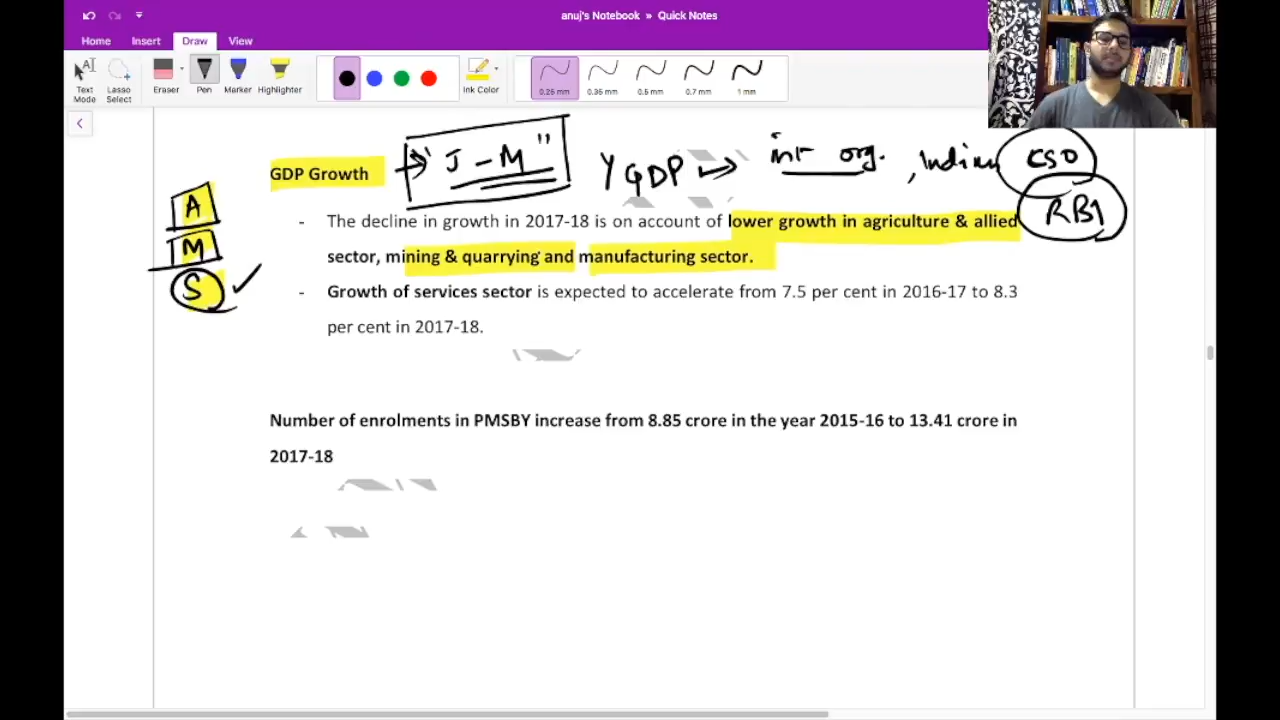 anuj's Notebook » Quick Notes
Home Insert Draw View
Text Mode
Lasso Select
Eraser
Pen
Marker
Highlighter
Ink Color
0.25 mm
0.35 mm
0.5 mm
0.7 mm
1 mm
GDP Growth
"J - M"
Y GDP → int org. , Indian CSO
RBI
A
M
S
- The decline in growth in 2017-18 is on account of lower growth in agriculture & allied
sector, mining & quarrying and manufacturing sector.
- Growth of services sector is expected to accelerate from 7.5 per cent in 2016-17 to 8.3
per cent in 2017-18.
Number of enrolments in PMSBY increase from 8.85 crore in the year 2015-16 to 13.41 crore in
2017-18